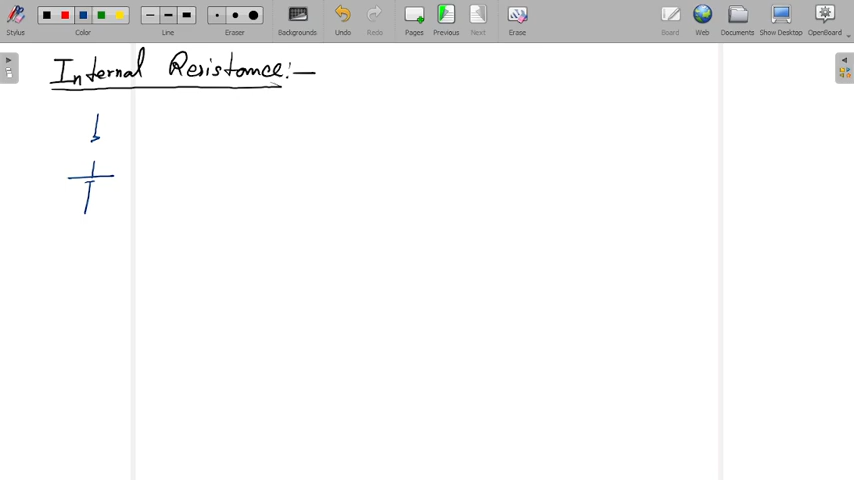 Stylus Color Line Eraser Backgrounds Undo Redo Pages Previous Next Erase Board Web Documents Show Desktop OpenBoard
Internal Resistance:—